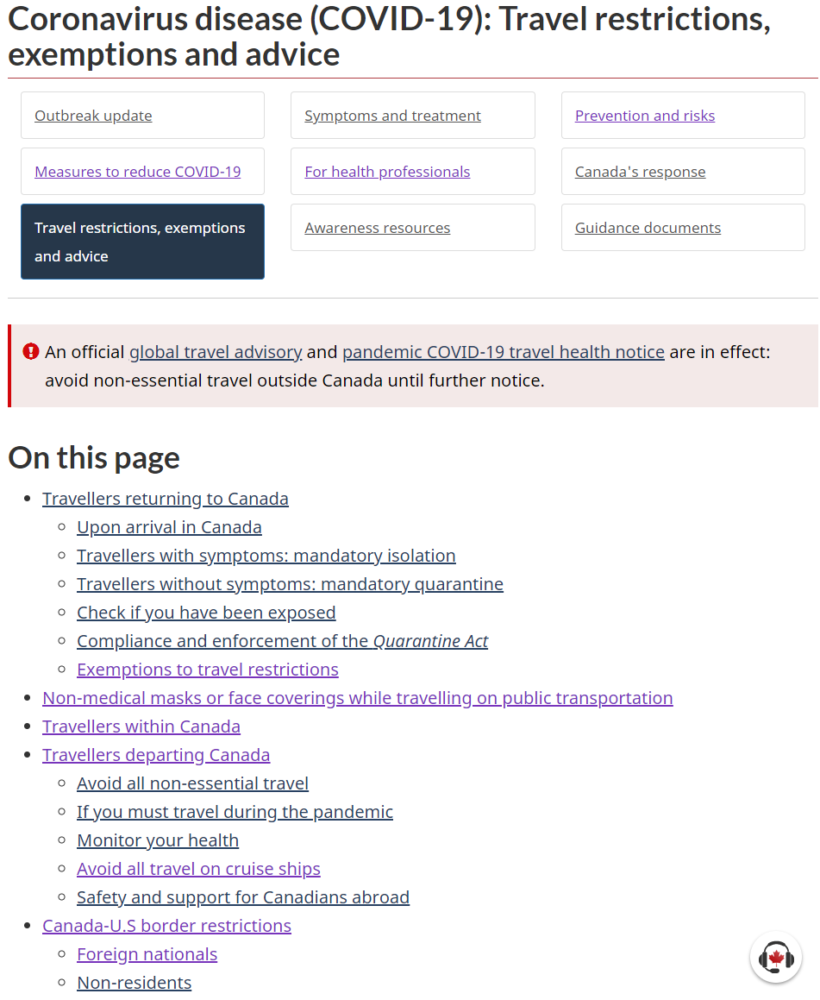 Coronavirus disease (COVID-19): Travel restrictions,
exemptions and advice
Outbreak update
Symptoms and treatment
Prevention and risks
Measures to reduce COVID-19
For health professionals
Canada's response
Travel restrictions, exemptions
and advice
Awareness resources
Guidance documents
An official global travel advisory and pandemic COVID-19 travel health notice are in effect:
avoid non-essential travel outside Canada until further notice.
On this page
Travellers returning to Canada
Upon arrival in Canada
Travellers with symptoms: mandatory isolation
Travellers without symptoms: mandatory quarantine
Check if you have been exposed
Compliance and enforcement of the Quarantine Act
Exemptions to travel restrictions
Non-medical masks or face coverings while travelling on public transportation
Travellers within Canada
Travellers departing Canada
Avoid all non-essential travel
If you must travel during the pandemic
Monitor your health
Avoid all travel on cruise ships
Safety and support for Canadians abroad
Canada-U.S border restrictions
Foreign nationals
Non-residents